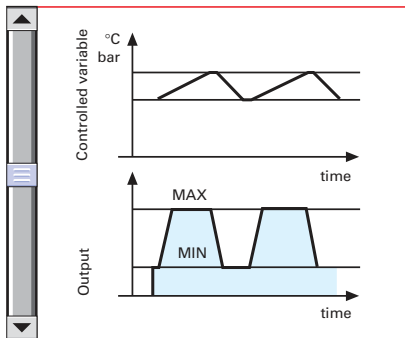 Controlled variable
°C
bar
time
Output
MAX
MIN
time